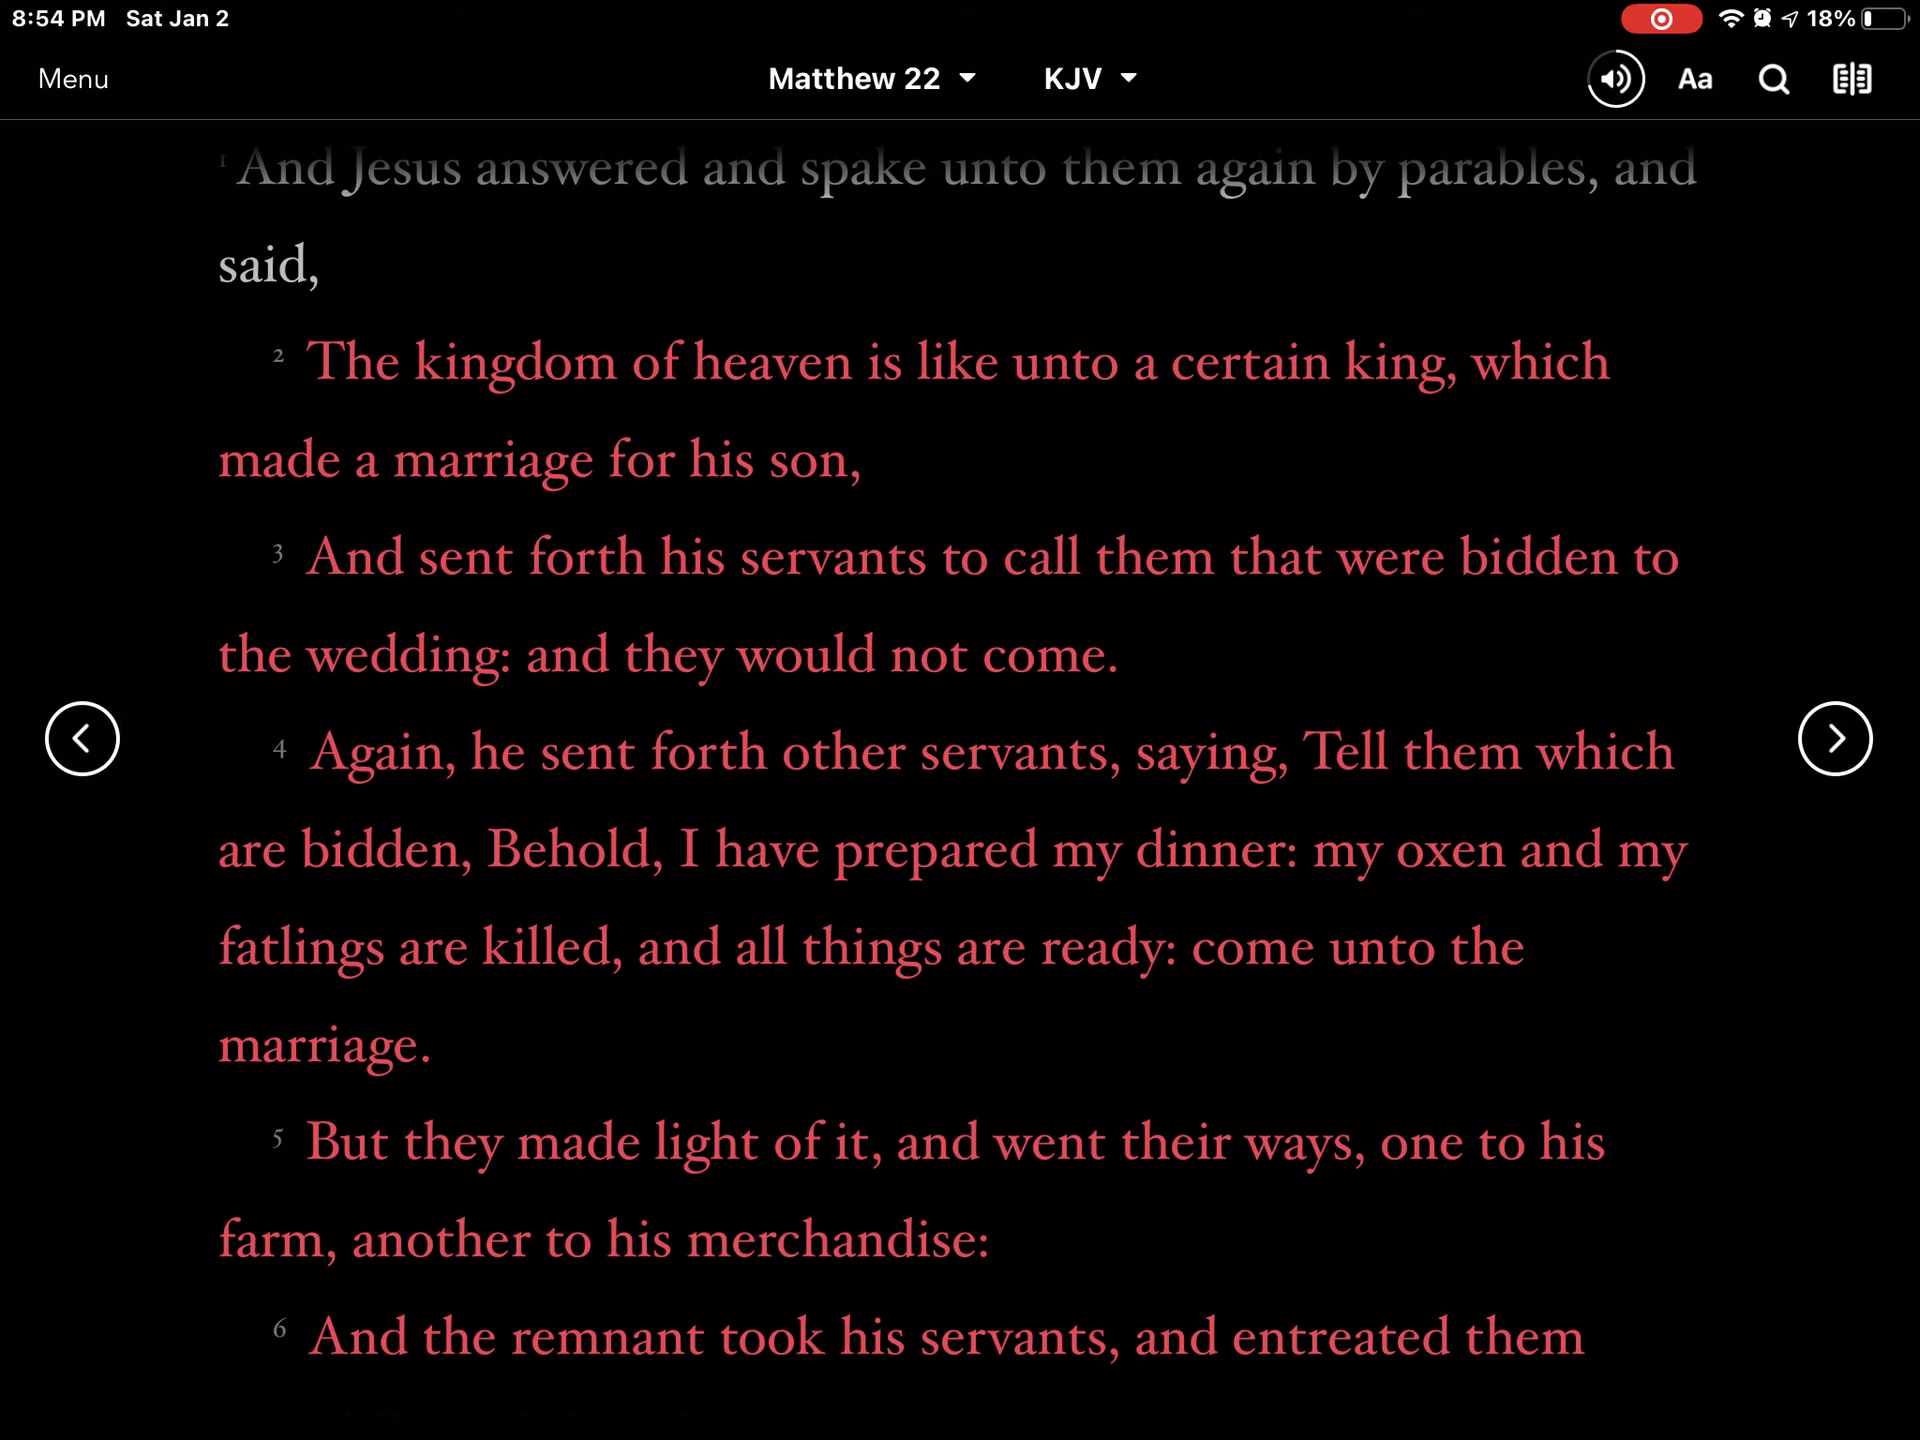 8:54 PM Sat Jan 2
18%
Menu
Matthew 22
KJV
Aa
1 And Jesus answered and spake unto them again by parables, and
said,
2 The kingdom of heaven is like unto a certain king, which
made a marriage for his son,
3 And sent forth his servants to call them that were bidden to
the wedding: and they would not come.
4 Again, he sent forth other servants, saying, Tell them which
are bidden, Behold, I have prepared my dinner: my oxen and my
fatlings are killed, and all things are ready: come unto the
marriage.
5 But they made light of it, and went their ways, one to his
farm, another to his merchandise:
6 And the remnant took his servants, and entreated them